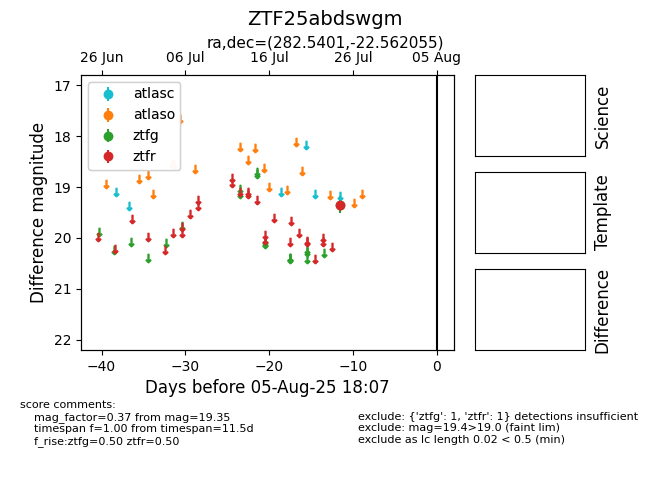 ZTF25abdswgm
ra,dec=(282.5401,-22.562055)
26 Jun 06 Jul 16 Jul 26 Jul 05 Aug
17
18
19
20
21
22
Difference magnitude
atlasc
atlaso
ztfg
ztfr
−40 −30 −20 −10 0
Days before 05-Aug-25 18:07
Science
Template
Difference
score comments:
mag_factor=0.37 from mag=19.35
timespan f=1.00 from timespan=11.5d
f_rise:ztfg=0.50 ztfr=0.50
exclude: {'ztfg': 1, 'ztfr': 1} detections insufficient
exclude: mag=19.4>19.0 (faint lim)
exclude as lc length 0.02 < 0.5 (min)